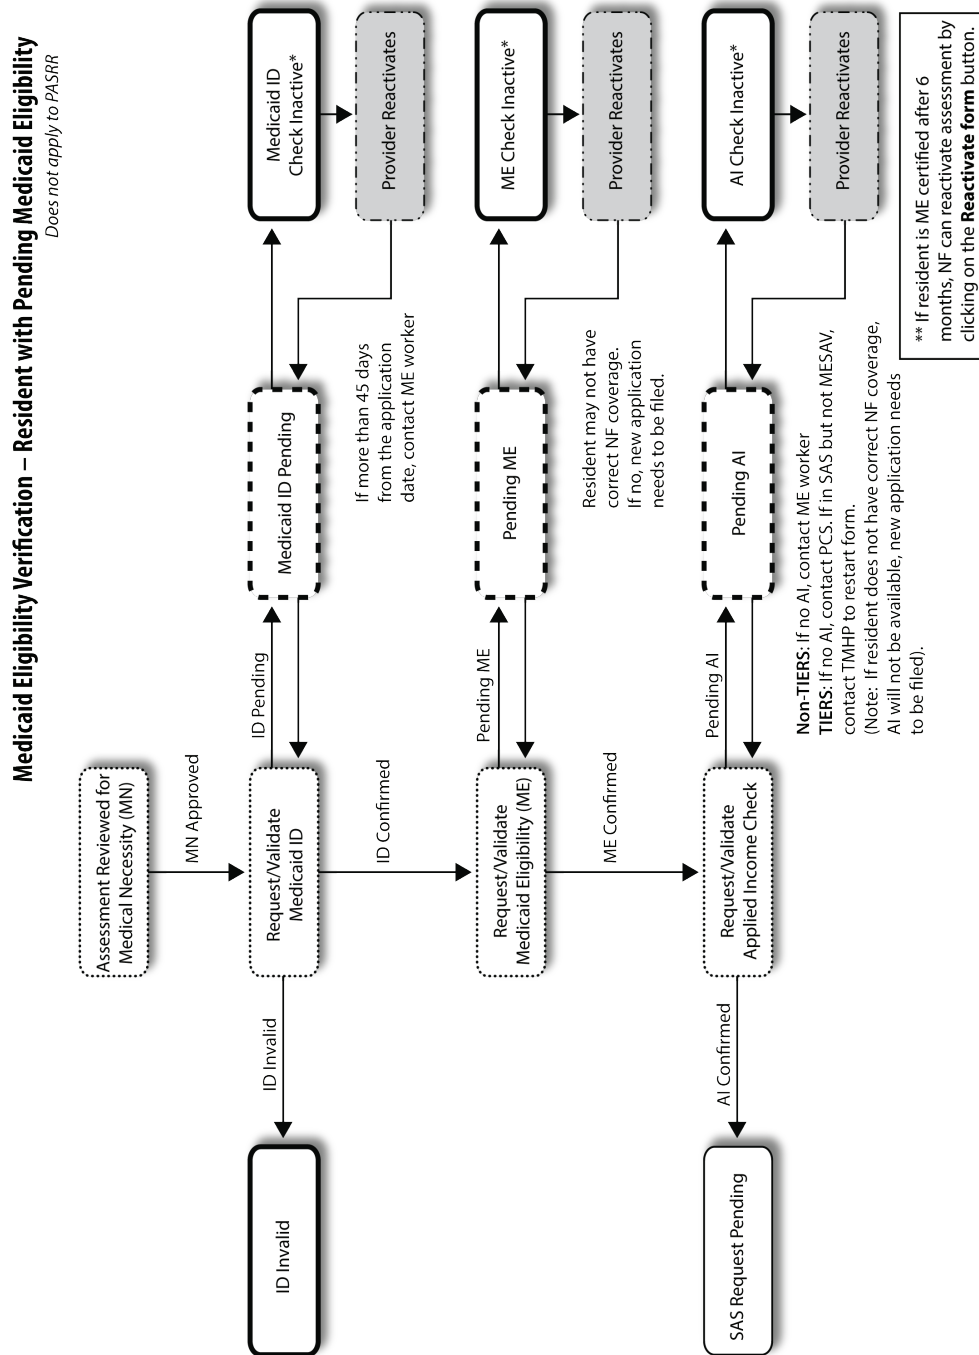 Medicaid Eligibility Verification – Resident with Pending Medicaid Eligibility
Does not apply to PASRR
Assessment Reviewed for
Medical Necessity (MN)
MN Approved
ID Invalid
ID Invalid
Request/Validate
Medicaid ID
ID Pending
Medicaid ID Pending
Medicaid ID
Check Inactive*
Provider Reactivates
If more than 45 days
from the application
date, contact ME worker
ID Confirmed
Request/Validate
Medicaid Eligibility (ME)
Pending ME
Pending ME
ME Check Inactive*
Provider Reactivates
Resident may not have
correct NF coverage.
If no, new application
needs to be filed.
ME Confirmed
SAS Request Pending
AI Confirmed
Request/Validate
Applied Income Check
Pending AI
Pending AI
AI Check Inactive*
Provider Reactivates
Non-TIERS: If no AI, contact ME worker
TIERS: If no AI, contact PCS. If in SAS but not MESAV,
contact TMHP to restart form.
(Note: If resident does not have correct NF coverage,
AI will not be available, new application needs
to be filed).
** If resident is ME certified after 6
months, NF can reactivate assessment by
clicking on the Reactivate form button.